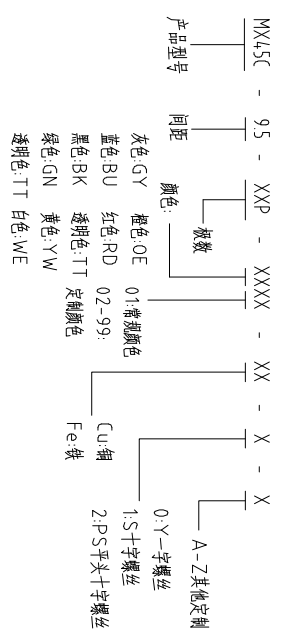 MX45C - 9.5 - XXP - XXXX - XX - X - X
产品型号
间距
极数
颜色:
灰色:GY 橙色:OE
蓝色:BU 红色:RD
黑色:BK 透明色:TT
绿色:GN 黄色:YW
透明色:TT 白色:WE
01:常规颜色
02-99:
定制颜色
Cu:铜
Fe:铁
0:Y一字螺丝
1:S十字螺丝
2:PS平头十字螺丝
A-Z其他定制